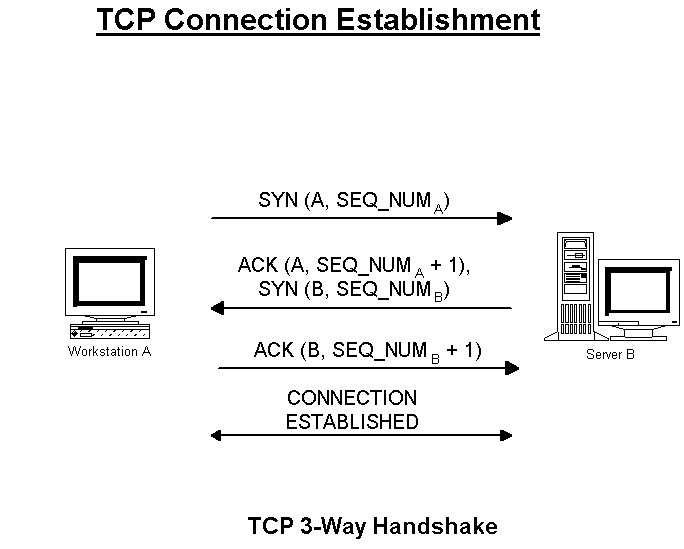 TCP Connection Establishment
SYN (A, SEQ_NUM A)
ACK (A, SEQ_NUM A + 1),
SYN (B, SEQ_NUM B)
Workstation A
Server B
ACK (B, SEQ_NUM B + 1)
CONNECTION
ESTABLISHED
TCP 3-Way Handshake